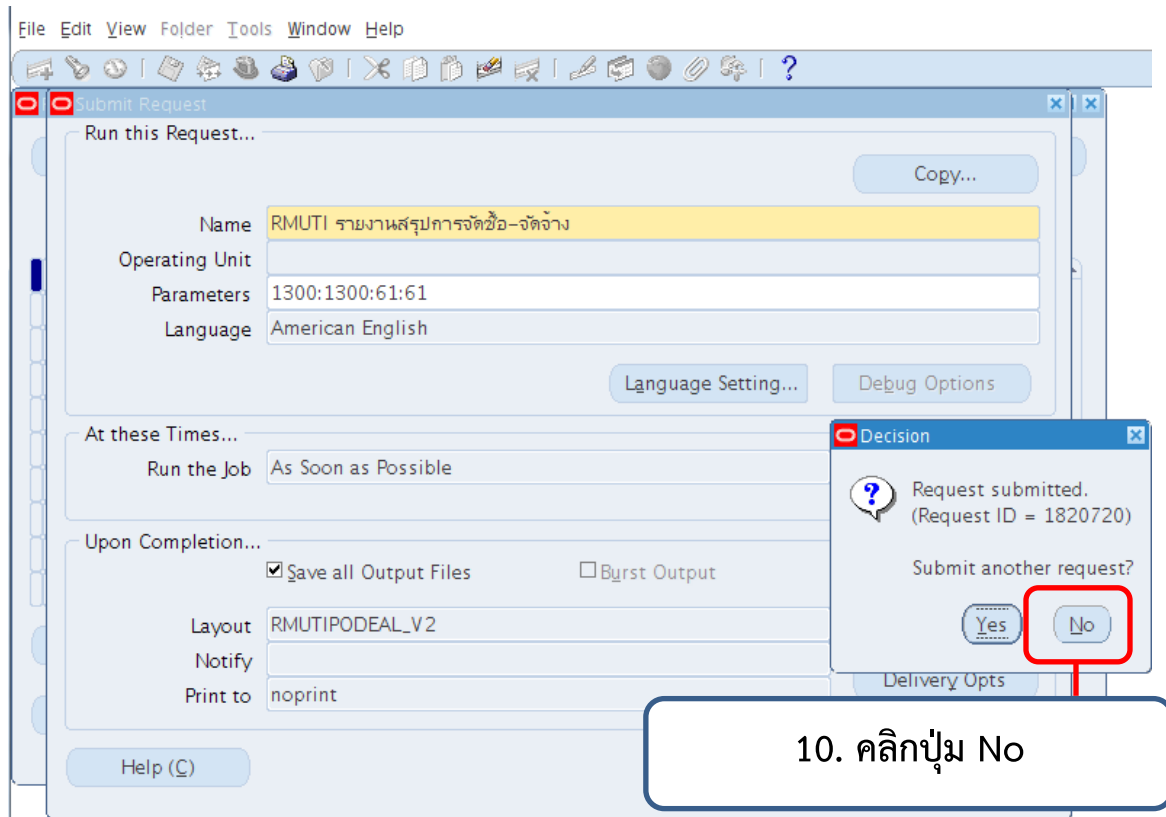 File Edit View Folder Tools Window Help
?
Submit Request
Run this Request...
Copy...
Name RMUTI รายงานสรุปการจัดซื้อ-จัดจ้าง
Operating Unit
Parameters 1300:1300:61:61
Language American English
Language Setting... Debug Options
At these Times...
Run the Job As Soon as Possible
Decision
?
Request submitted.
(Request ID = 1820720)
Submit another request?
Yes No
Upon Completion...
Save all Output Files Burst Output
Layout RMUTIPODEAL_V2
Notify
Delivery Opts
Print to noprint
10. คลิกปุ่ม No
Help (C)